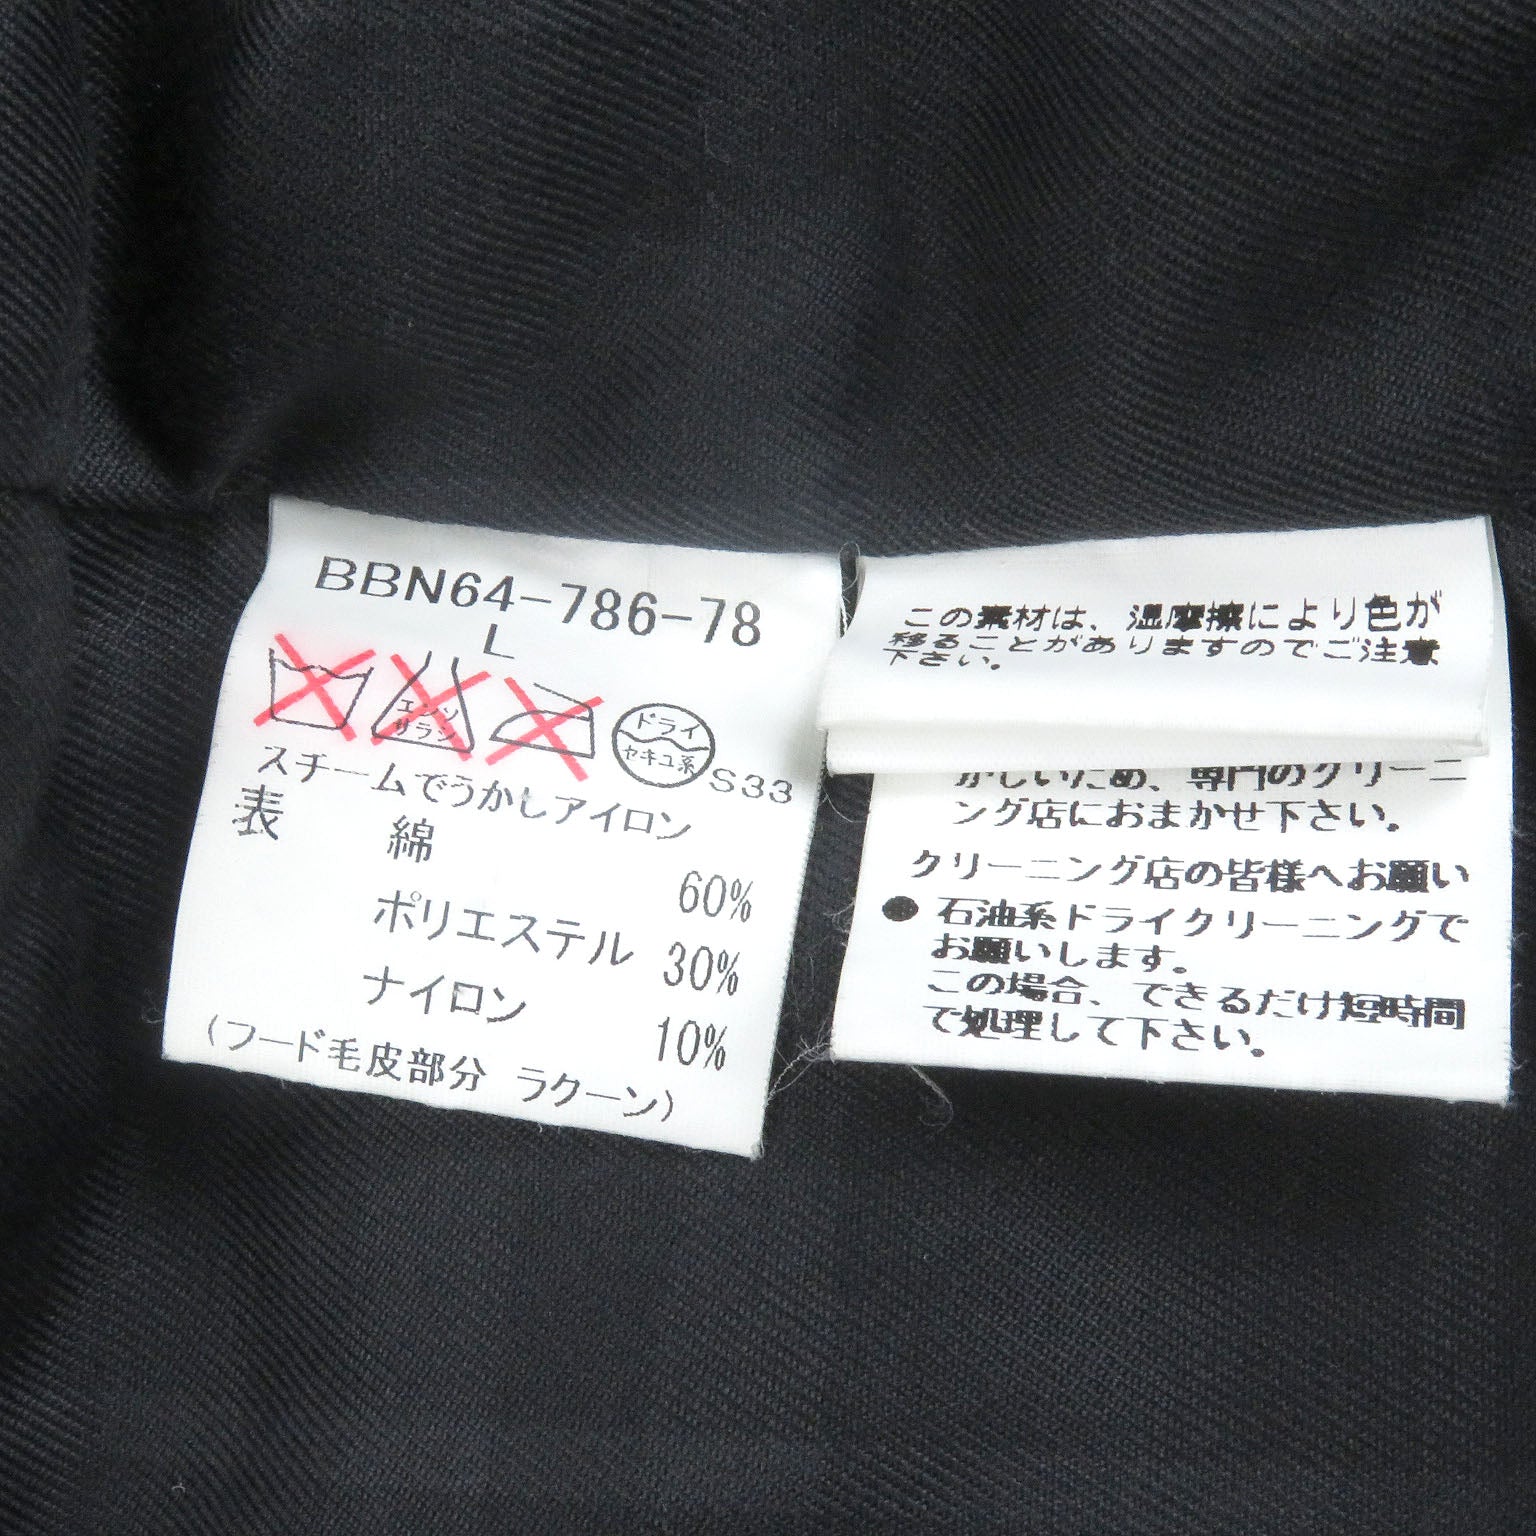 BBN64-786-78
L
エンソ
サラシ
ドライ
セキユ系
S33
スチームでうかしアイロン
表 綿 60%
ポリエステル 30%
ナイロン 10%
(フード毛皮部分 ラクーン)
この素材は、湿摩擦により色が
移ることがありますのでご注意
下さい。
かしいため、専門のクリーニ
ング店におまかせ下さい。
クリーニング店の皆様へお願い
● 石油系ドライクリーニングで
お願いします。
この場合、できるだけ短時間
で処理して下さい。